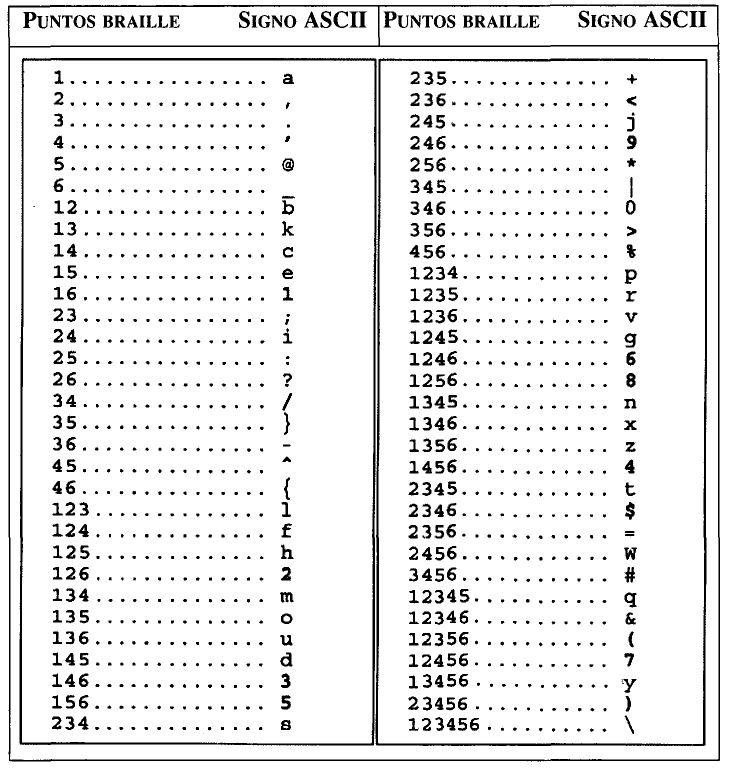 PUNTOS BRAILLE SIGNO ASCII
1................ a
2................ ,
3................ .
4................ '
5................ @
6................ _
12............... b
13............... k
14............... c
15............... e
16............... 1
23............... ;
24............... i
25............... :
26............... ?
34............... /
35............... }
36............... -
45............... ^
46............... {
123.............. l
124.............. f
125.............. h
126.............. 2
134.............. m
135.............. o
136.............. u
145.............. d
146.............. 3
156.............. 5
234.............. s
PUNTOS BRAILLE SIGNO ASCII
235............. +
236............. <
245............. j
246............. 9
256............. *
345............. |
346............. 0
356............. >
456............. %
1234............ p
1235............ r
1236............ v
1245............ g
1246............ 6
1256............ 8
1345............ n
1346............ x
1356............ z
1456............ 4
2345............ t
2346............ $
2356............ =
2456............ W
3456............ #
12345........... q
12346........... &
12356........... (
12456........... 7
13456........... y
23456........... )
123456.......... \